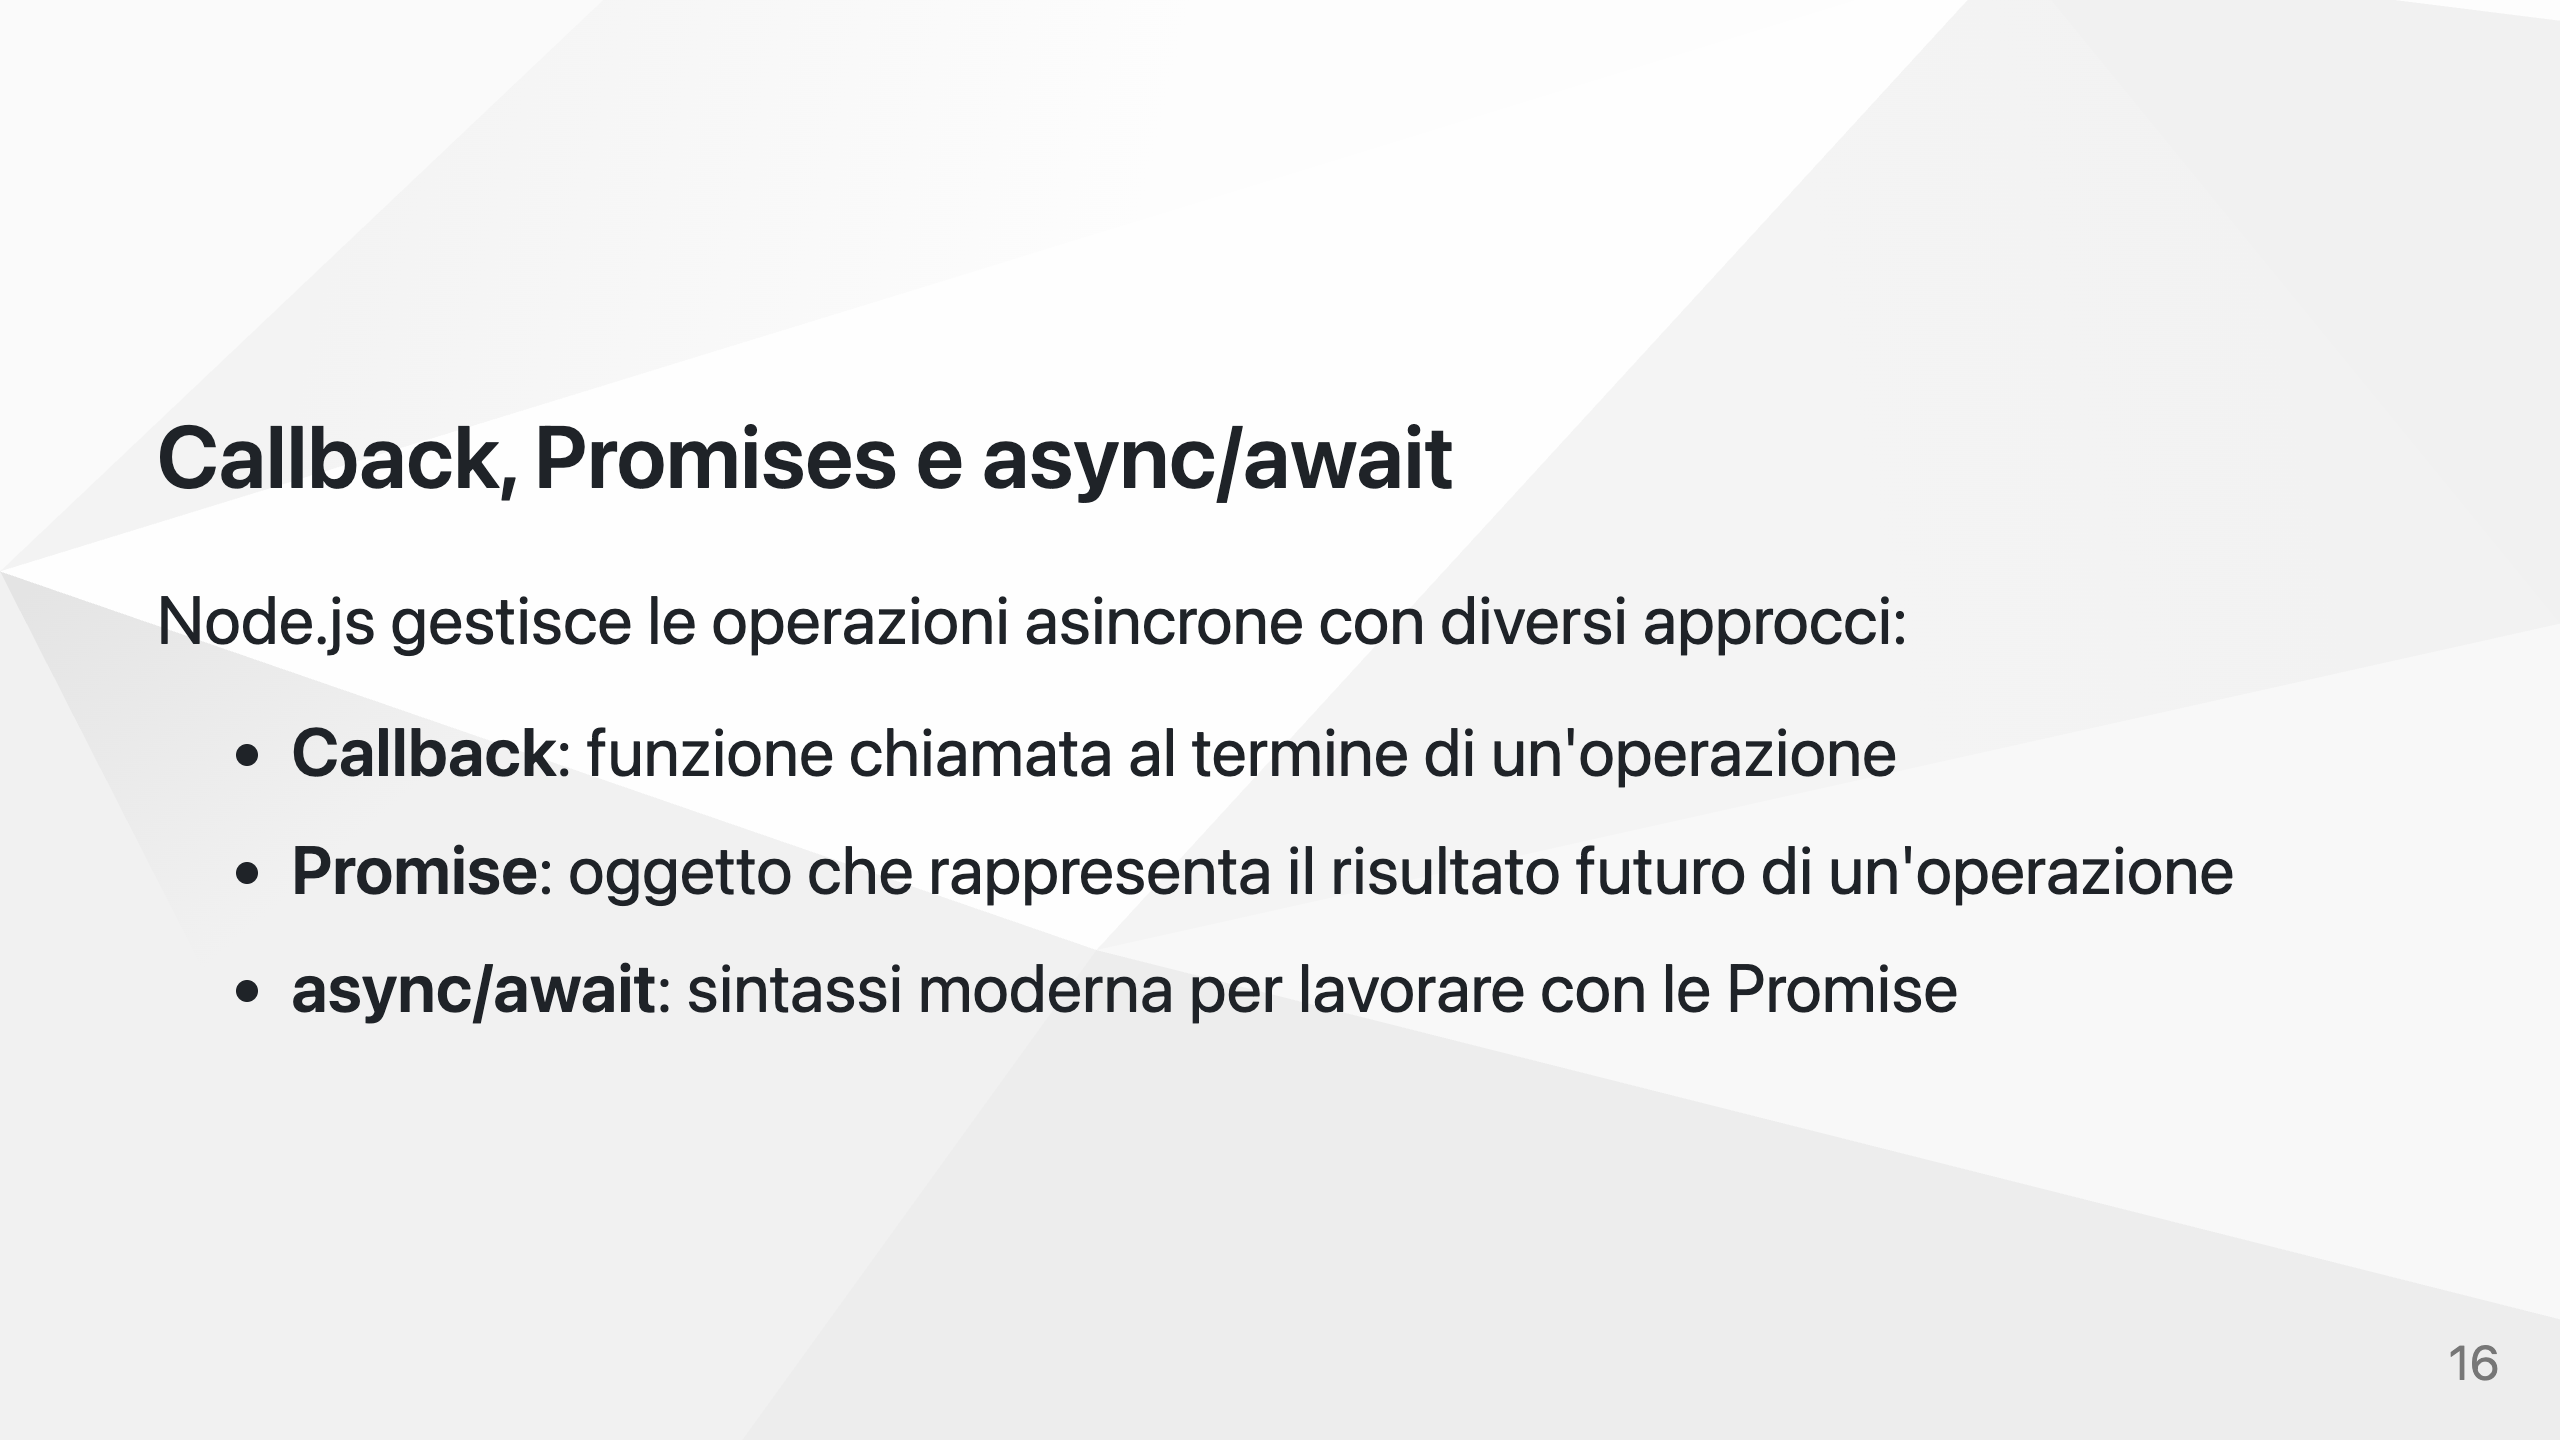 Callback, Promises e async/await
Node.js gestisce le operazioni asincrone con diversi approcci:
• Callback: funzione chiamata al termine di un'operazione
• Promise: oggetto che rappresenta il risultato futuro di un'operazione
• async/await: sintassi moderna per lavorare con le Promise
16